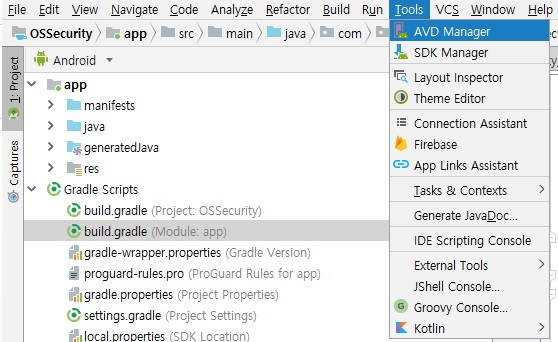 File Edit View Navigate Code Analyze Refactor Build Run Tools VCS Window Help
OSSecurity app src main java com
Android
app
manifests
java
generatedJava
res
Gradle Scripts
build.gradle (Project: OSSecurity)
build.gradle (Module: app)
gradle-wrapper.properties (Gradle Version)
proguard-rules.pro (ProGuard Rules for app)
gradle.properties (Project Properties)
settings.gradle (Project Settings)
local.properties (SDK Location)
1: Project
Captures
AVD Manager
SDK Manager
Layout Inspector
Theme Editor
Connection Assistant
Firebase
App Links Assistant
Tasks & Contexts
Generate JavaDoc...
IDE Scripting Console
External Tools
JShell Console...
Groovy Console...
Kotlin